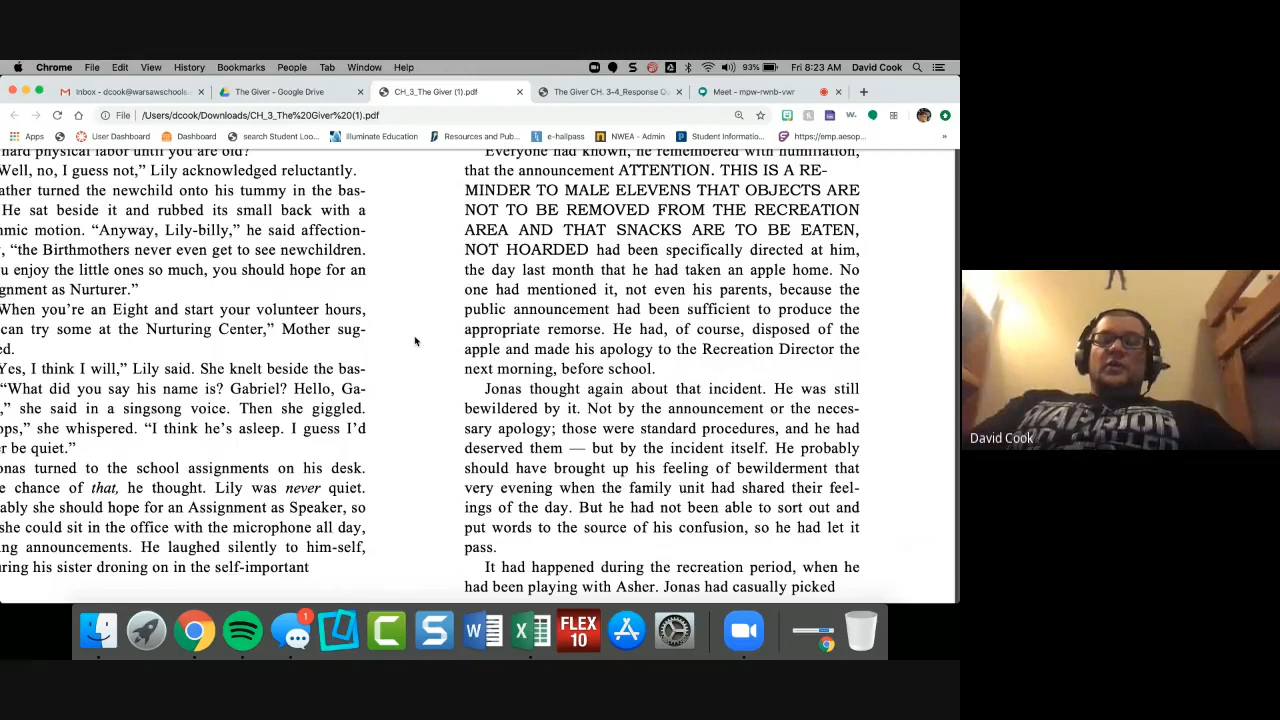 Chrome File Edit View History Bookmarks People Tab Window Help 93% Fri 8:23 AM David Cook
Inbox - dcook@warsawschools. The Giver - Google Drive CH_3_The Giver (1).pdf The Giver CH. 3-4_Response Q Meet - mpw-rwnb-vwr
File /Users/dcook/Downloads/CH_3_The%20Giver%20(1).pdf
Apps User Dashboard Dashboard search Student Loo... Illuminate Education Resources and Pub... e-hallpass NWEA - Admin Student Informatio... https://emp.aesop...
hard physical labor until you are old?
Well, no, I guess not,” Lily acknowledged reluctantly.
ather turned the newchild onto his tummy in the bas-
He sat beside it and rubbed its small back with a
hmic motion. “Anyway, Lily-billy,” he said affection-
, “the Birthmothers never even get to see newchildren.
u enjoy the little ones so much, you should hope for an
gnment as Nurturer.”
When you’re an Eight and start your volunteer hours,
can try some at the Nurturing Center,” Mother sug-
ed.
Yes, I think I will,” Lily said. She knelt beside the bas-
“What did you say his name is? Gabriel? Hello, Ga-
,” she said in a singsong voice. Then she giggled.
ops,” she whispered. “I think he’s asleep. I guess I’d
er be quiet.”
onas turned to the school assignments on his desk.
e chance of that, he thought. Lily was never quiet.
ably she should hope for an Assignment as Speaker, so
she could sit in the office with the microphone all day,
ing announcements. He laughed silently to him-self,
uring his sister droning on in the self-important
Everyone had known, he remembered with humiliation,
that the announcement ATTENTION. THIS IS A RE-
MINDER TO MALE ELEVENS THAT OBJECTS ARE
NOT TO BE REMOVED FROM THE RECREATION
AREA AND THAT SNACKS ARE TO BE EATEN,
NOT HOARDED had been specifically directed at him,
the day last month that he had taken an apple home. No
one had mentioned it, not even his parents, because the
public announcement had been sufficient to produce the
appropriate remorse. He had, of course, disposed of the
apple and made his apology to the Recreation Director the
next morning, before school.
Jonas thought again about that incident. He was still
bewildered by it. Not by the announcement or the neces-
sary apology; those were standard procedures, and he had
deserved them — but by the incident itself. He probably
should have brought up his feeling of bewilderment that
very evening when the family unit had shared their feel-
ings of the day. But he had not been able to sort out and
put words to the source of his confusion, so he had let it
pass.
It had happened during the recreation period, when he
had been playing with Asher. Jonas had casually picked
1
FLEX
10
WARRIOR
CALLED
David Cook